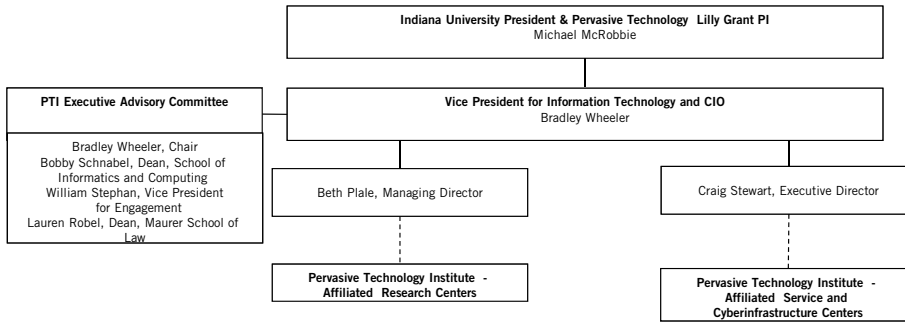 Indiana University President & Pervasive Technology Lilly Grant PI
Michael McRobbie
PTI Executive Advisory Committee
Vice President for Information Technology and CIO
Bradley Wheeler
Bradley Wheeler, Chair
Bobby Schnabel, Dean, School of
Informatics and Computing
William Stephan, Vice President
for Engagement
Lauren Robel, Dean, Maurer School of
Law
Beth Plale, Managing Director
Craig Stewart, Executive Director
Pervasive Technology Institute -
Affiliated Research Centers
Pervasive Technology Institute -
Affiliated Service and
Cyberinfrastructure Centers